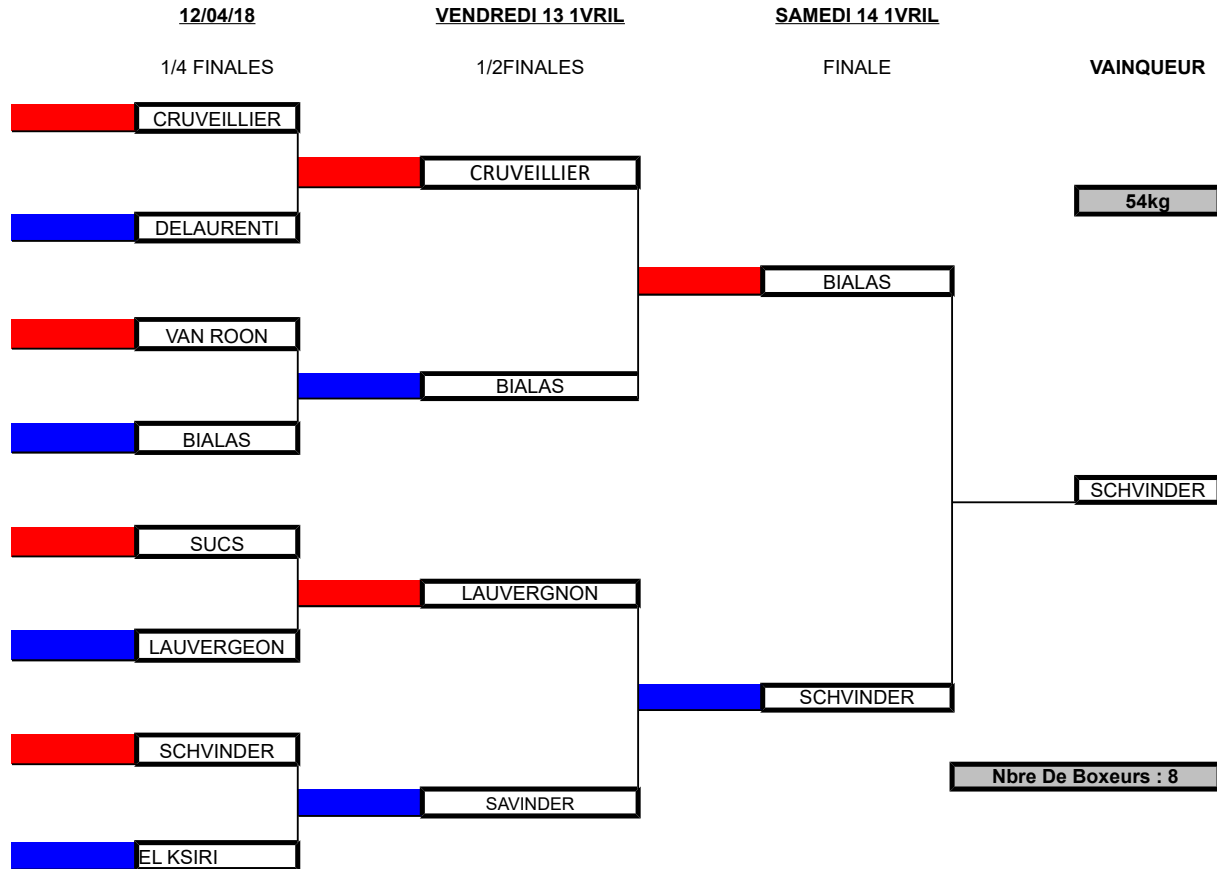 12/04/18 VENDREDI 13 1VRIL SAMEDI 14 1VRIL
1/4 FINALES 1/2FINALES FINALE VAINQUEUR
CRUVEILLIER
CRUVEILLIER
54kg
DELAURENTI
BIALAS
VAN ROON
BIALAS
BIALAS
SCHVINDER
SUCS
LAUVERGNON
LAUVERGEON
SCHVINDER
SCHVINDER
Nbre De Boxeurs : 8
SAVINDER
EL KSIRI